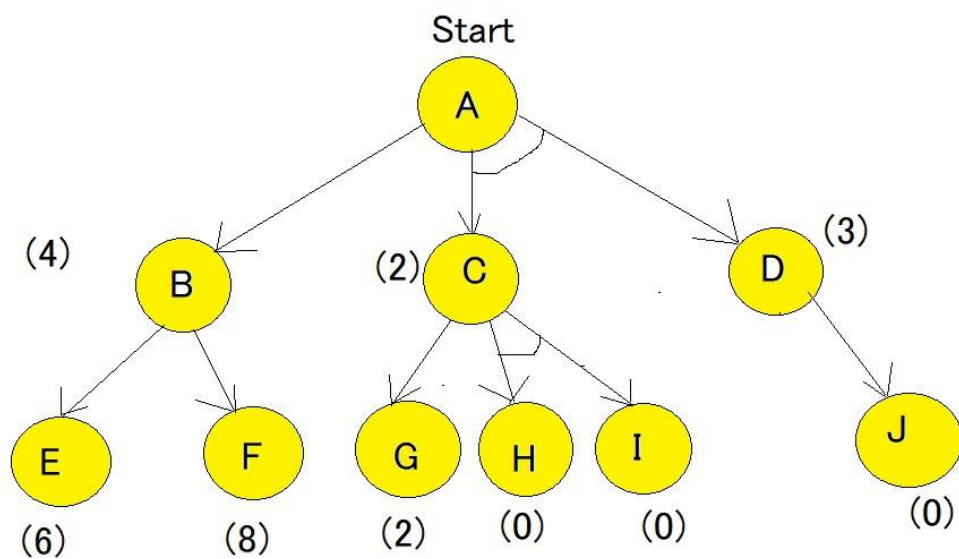 Start
A
(4)
B
(2)
C
D
(3)
E
F
G
H
I
J
(6)
(8)
(2)
(0)
(0)
(0)